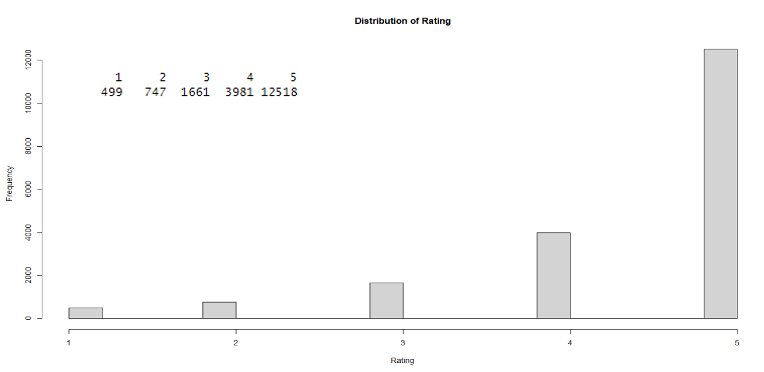 Distribution of Rating
1 2 3 4 5
499 747 1661 3981 12518
12000
10000
8000
6000
4000
2000
0
Frequency
1 2 3 4 5
Rating